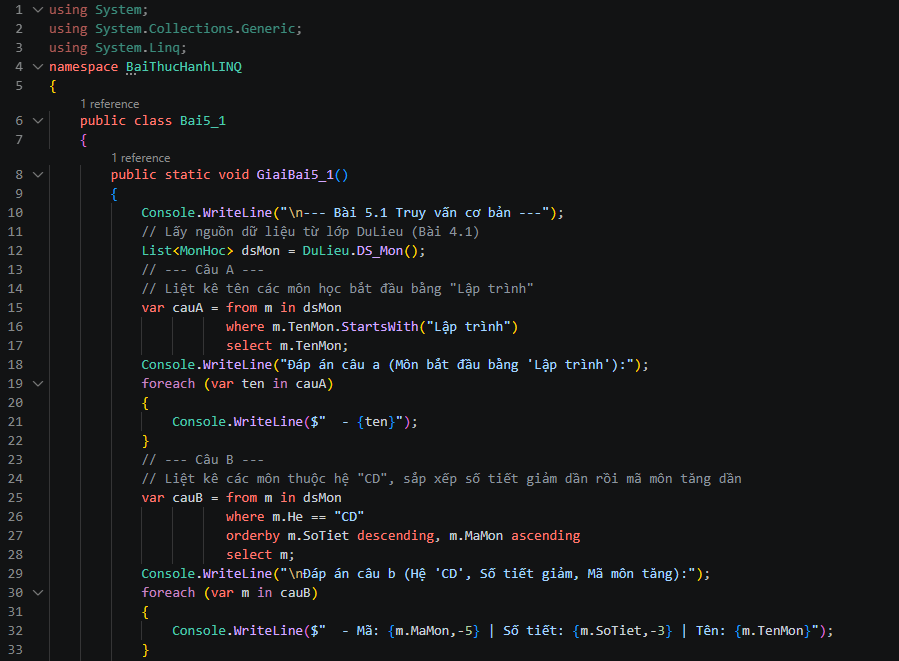 1 using System;
2 using System.Collections.Generic;
3 using System.Linq;
4 namespace BaiThucHanhLINQ
5 {
1 reference
6 public class Bai5_1
7 {
1 reference
8 public static void GiaiBai5_1()
9 {
10 Console.WriteLine("\n--- Bài 5.1 Truy vấn cơ bản ---");
11 // Lấy nguồn dữ liệu từ lớp DuLieu (Bài 4.1)
12 List<MonHoc> dsMon = DuLieu.DS_Mon();
13 // --- Câu A ---
14 // Liệt kê tên các môn học bắt đầu bằng "Lập trình"
15 var cauA = from m in dsMon
16 where m.TenMon.StartsWith("Lập trình")
17 select m.TenMon;
18 Console.WriteLine("Đáp án câu a (Môn bắt đầu bằng 'Lập trình'):");
19 foreach (var ten in cauA)
20 {
21 Console.WriteLine($"  - {ten}");
22 }
23 // --- Câu B ---
24 // Liệt kê các môn thuộc hệ "CD", sắp xếp số tiết giảm dần rồi mã môn tăng dần
25 var cauB = from m in dsMon
26 where m.He == "CD"
27 orderby m.SoTiet descending, m.MaMon ascending
28 select m;
29 Console.WriteLine("\nĐáp án câu b (Hệ 'CD', Số tiết giảm, Mã môn tăng):");
30 foreach (var m in cauB)
31 {
32 Console.WriteLine($"  - Mã: {m.MaMon,-5} | Số tiết: {m.SoTiet,-3} | Tên: {m.TenMon}");
33 }